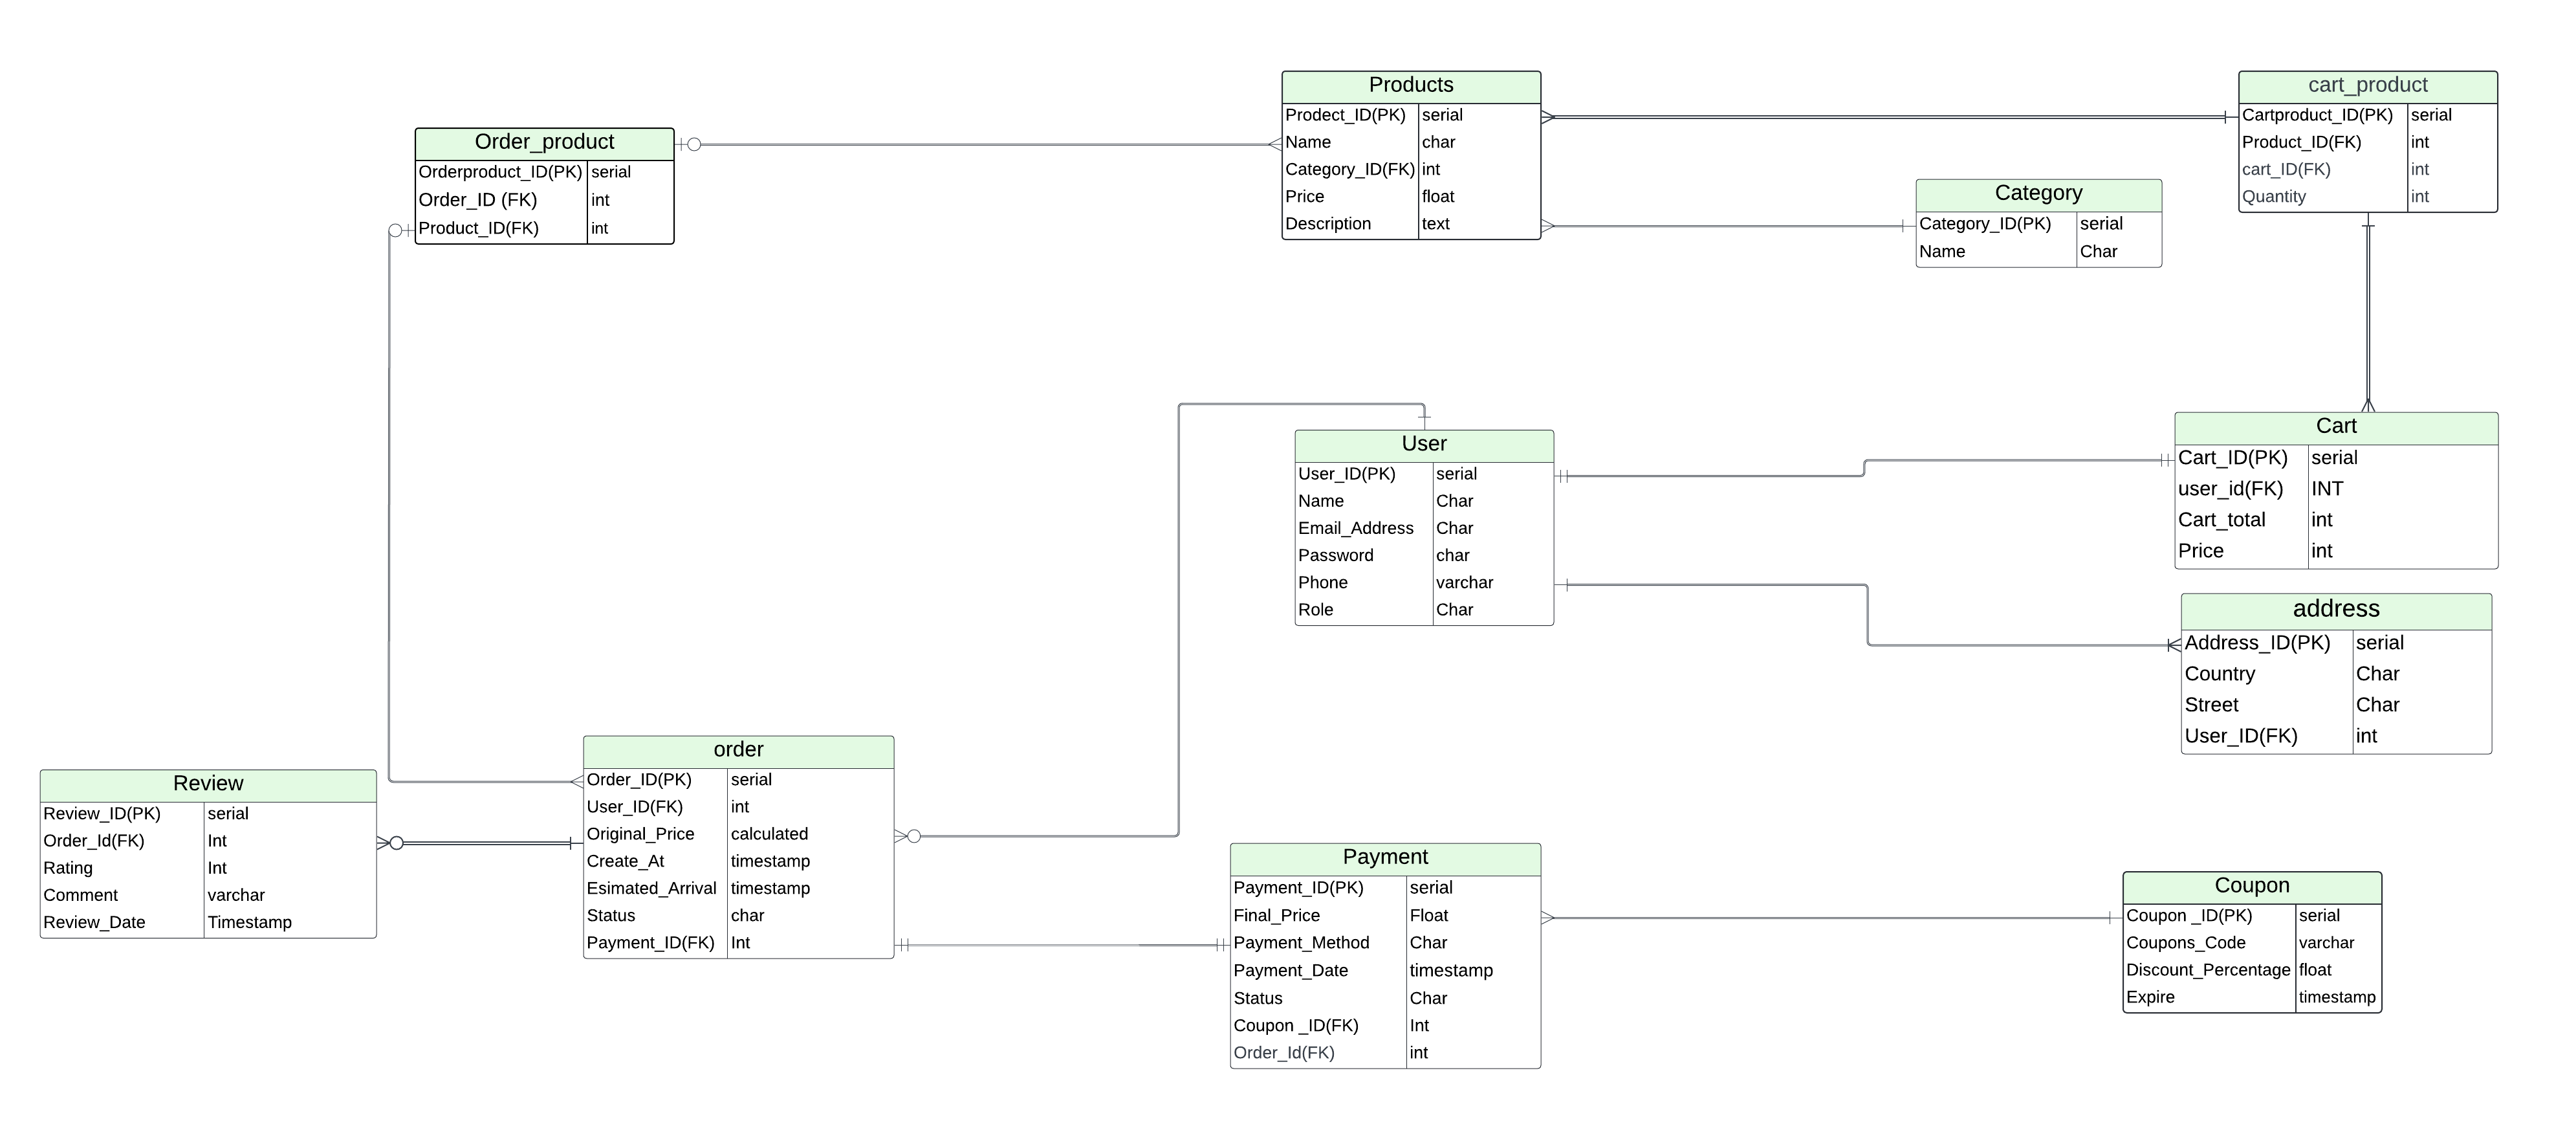 Products
Prodect_ID(PK) serial
Name char
Category_ID(FK) int
Price float
Description text
cart_product
Cartproduct_ID(PK) serial
Product_ID(FK) int
cart_ID(FK) int
Quantity int
Order_product
Orderproduct_ID(PK) serial
Order_ID (FK) int
Product_ID(FK) int
Category
Category_ID(PK) serial
Name Char
User
User_ID(PK) serial
Name Char
Email_Address Char
Password char
Phone varchar
Role Char
Cart
Cart_ID(PK) serial
user_id(FK) INT
Cart_total int
Price int
address
Address_ID(PK) serial
Country Char
Street Char
User_ID(FK) int
order
Order_ID(PK) serial
User_ID(FK) int
Original_Price calculated
Create_At timestamp
Esimated_Arrival timestamp
Status char
Payment_ID(FK) Int
Review
Review_ID(PK) serial
Order_Id(FK) Int
Rating Int
Comment varchar
Review_Date Timestamp
Payment
Payment_ID(PK) serial
Final_Price Float
Payment_Method Char
Payment_Date timestamp
Status Char
Coupon _ID(FK) Int
Order_Id(FK) int
Coupon
Coupon _ID(PK) serial
Coupons_Code varchar
Discount_Percentage float
Expire timestamp